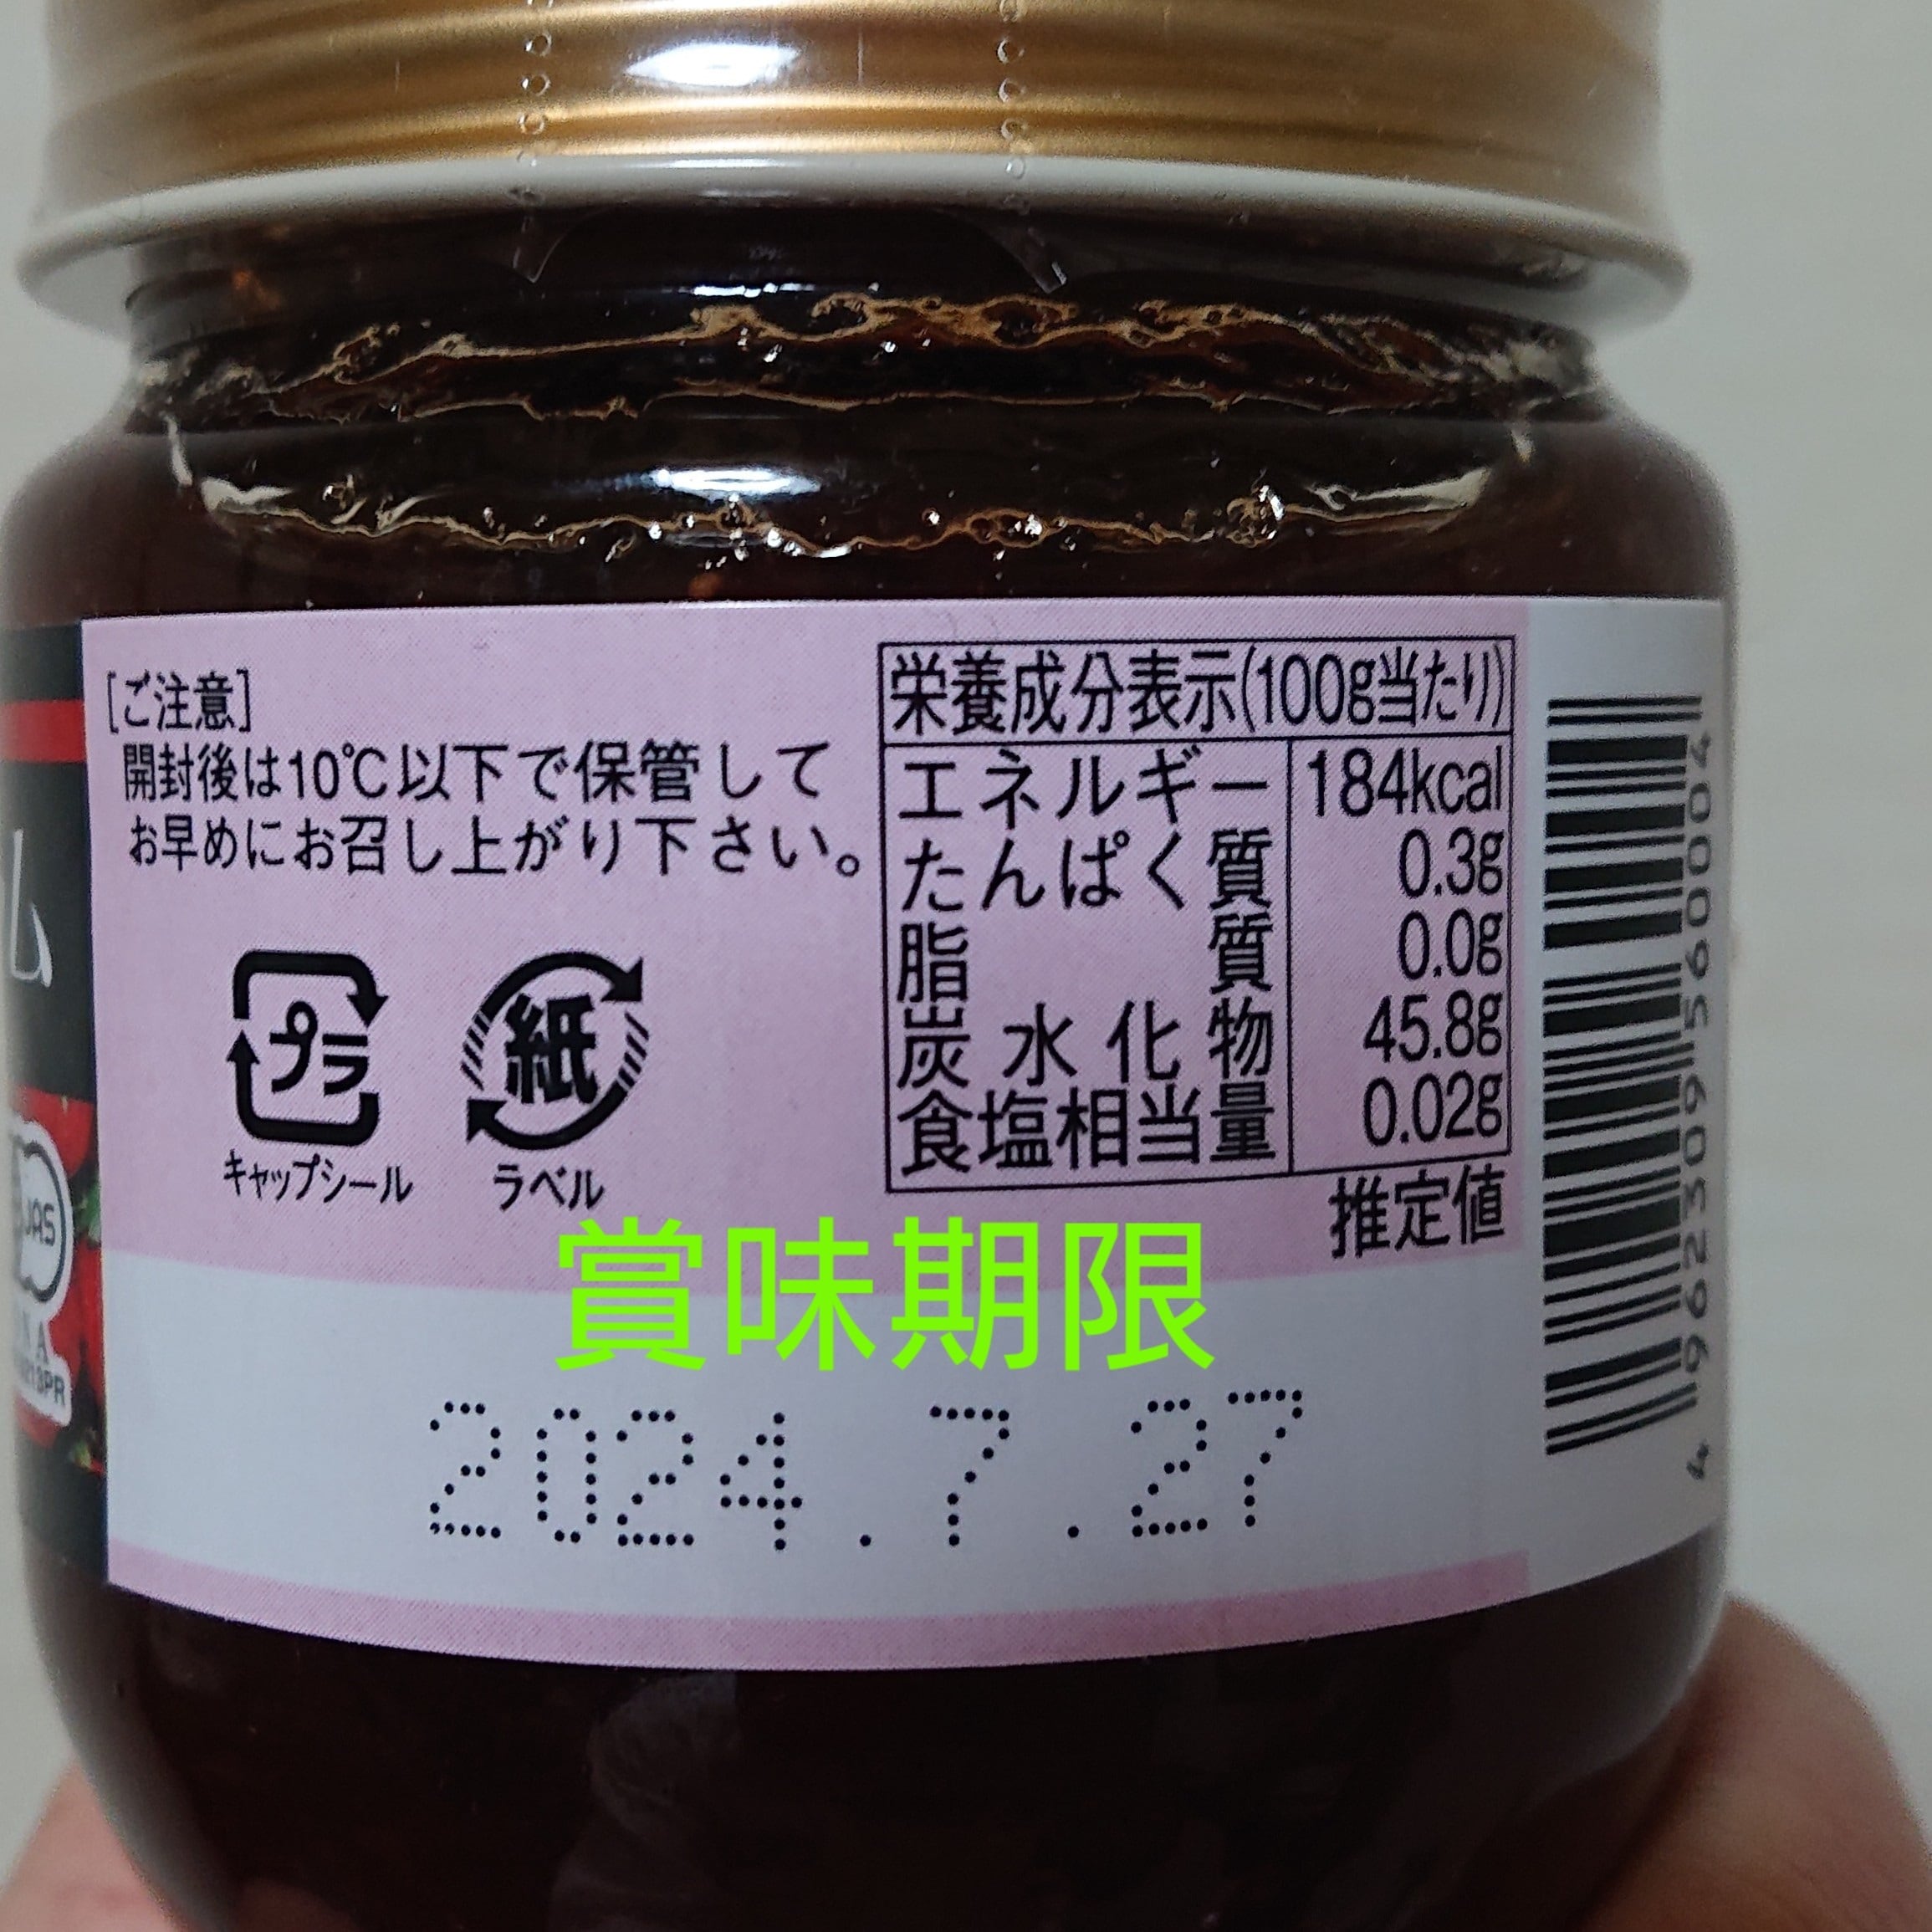 [ご注意]
開封後は10℃以下で保管して
お早めにお召し上がり下さい。
プラ
キャップシール
紙
ラベル
栄養成分表示(100g当たり)
エネルギー 184kcal
たんぱく質 0.3g
脂質 0.0g
炭水化物 45.8g
食塩相当量 0.02g
推定値
賞味期限
2024.7.27
4962309560004
ム
JAS